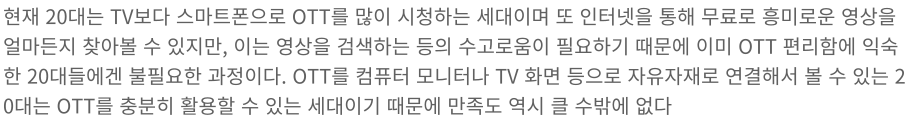 현재 20대는 TV보다 스마트폰으로 OTT를 많이 시청하는 세대이며 또 인터넷을 통해 무료로 흥미로운 영상을
얼마든지 찾아볼 수 있지만, 이는 영상을 검색하는 등의 수고로움이 필요하기 때문에 이미 OTT 편리함에 익숙
한 20대들에겐 불필요한 과정이다. OTT를 컴퓨터 모니터나 TV 화면 등으로 자유자재로 연결해서 볼 수 있는 2
0대는 OTT를 충분히 활용할 수 있는 세대이기 때문에 만족도 역시 클 수밖에 없다